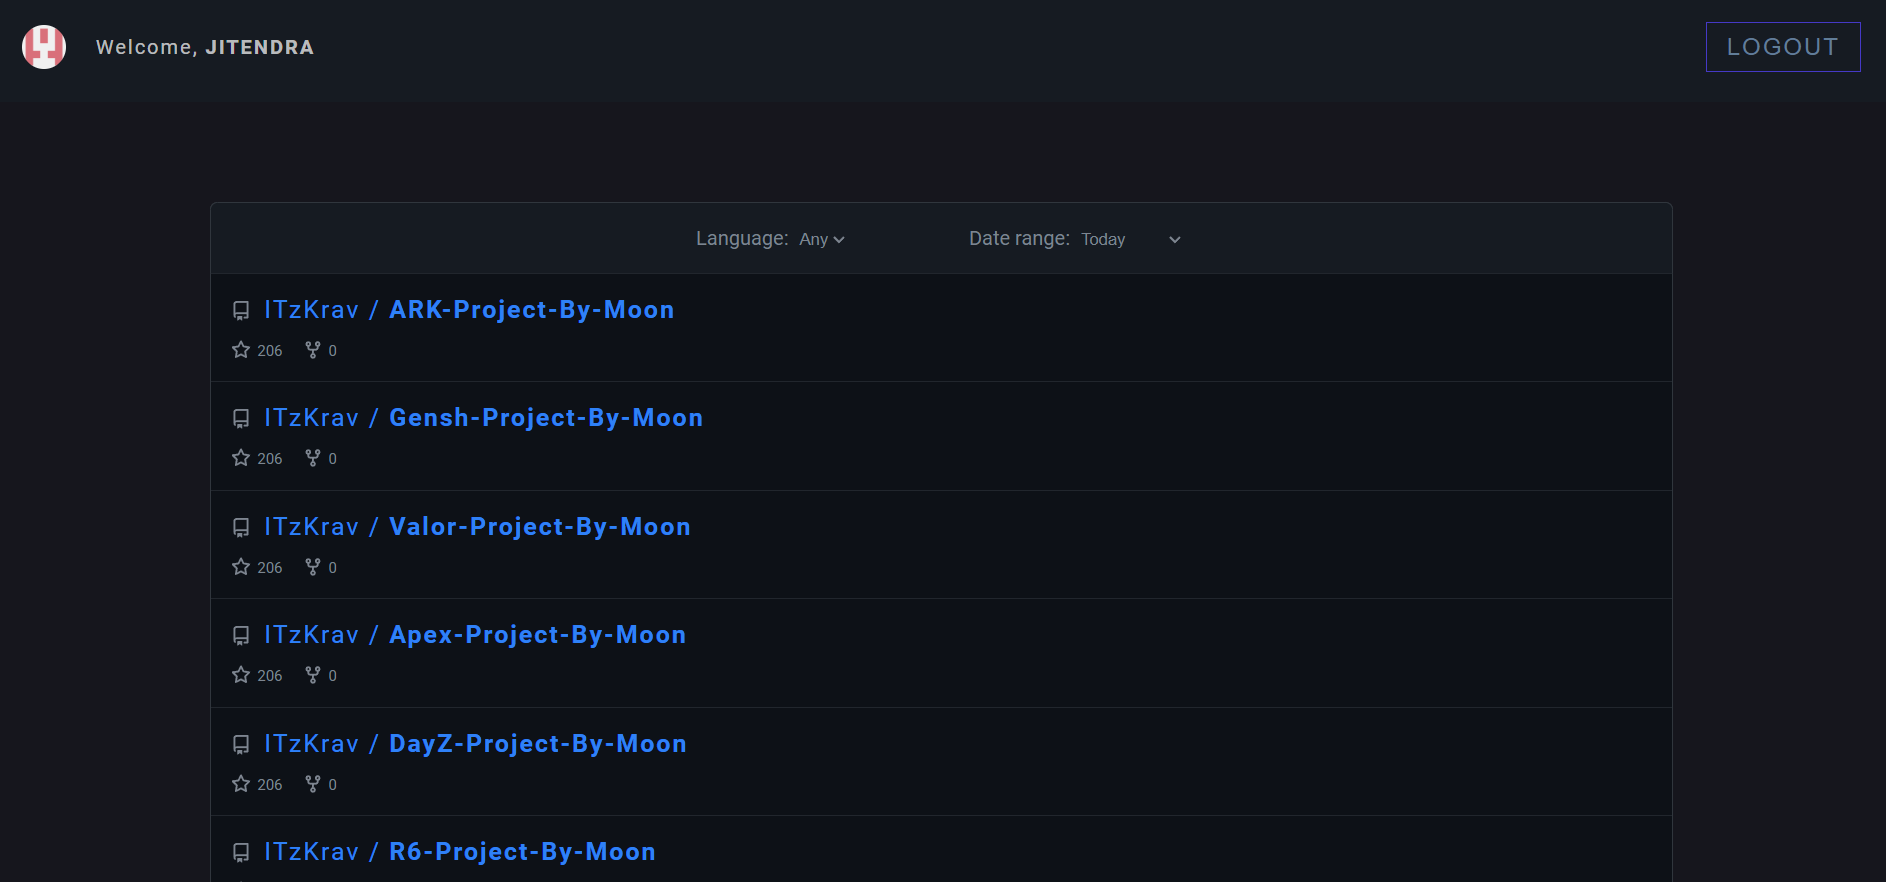 Welcome, JITENDRA
LOGOUT
Language: Any
Date range: Today
ITzKrav / ARK-Project-By-Moon
206 0
ITzKrav / Gensh-Project-By-Moon
206 0
ITzKrav / Valor-Project-By-Moon
206 0
ITzKrav / Apex-Project-By-Moon
206 0
ITzKrav / DayZ-Project-By-Moon
206 0
ITzKrav / R6-Project-By-Moon